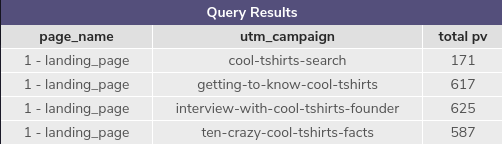 Query Results
page_name utm_campaign total pv
1 - landing_page cool-tshirts-search 171
1 - landing_page getting-to-know-cool-tshirts 617
1 - landing_page interview-with-cool-tshirts-founder 625
1 - landing_page ten-crazy-cool-tshirts-facts 587